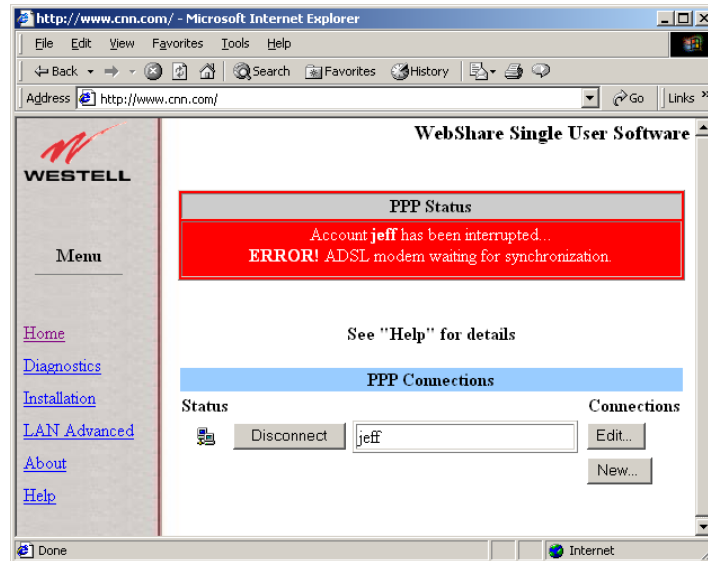 http://www.cnn.com/ - Microsoft Internet Explorer
File Edit View Favorites Tools Help
Back Search Favorites History
Address http://www.cnn.com/ Go Links »
WESTELL
Menu
Home
Diagnostics
Installation
LAN Advanced
About
Help
WebShare Single User Software
PPP Status
Account jeff has been interrupted...
ERROR! ADSL modem waiting for synchronization.
See "Help" for details
PPP Connections
Status Connections
Disconnect jeff Edit...
New...
Done Internet